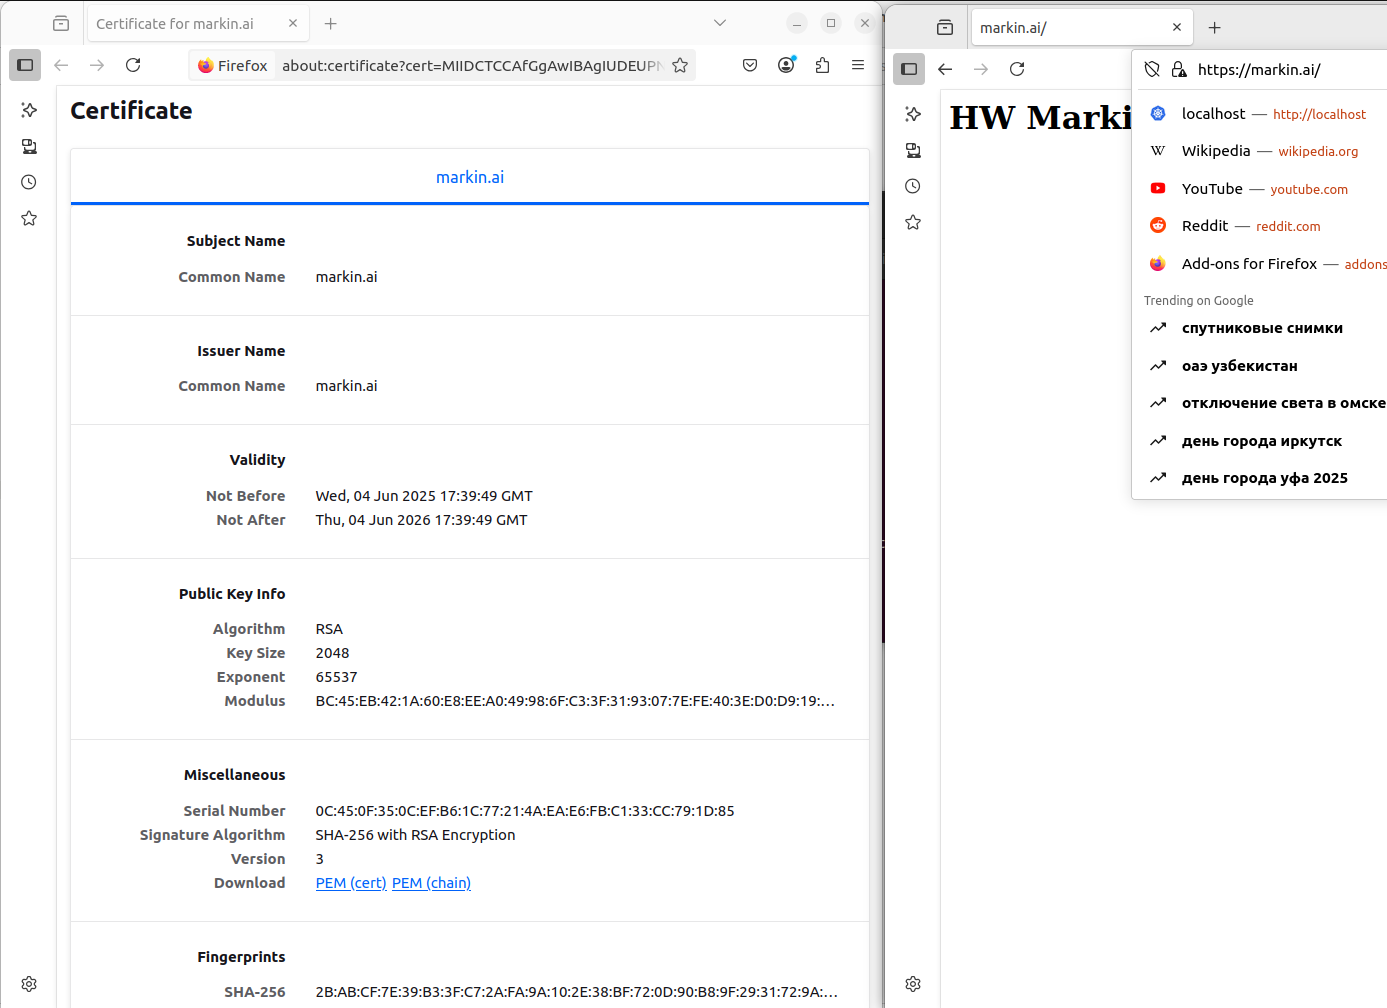 Certificate for markin.ai
Firefox
about:certificate?cert=MIIDCTCCAfGgAwIBAgIUDEUPN
Certificate
markin.ai
Subject Name
Common Name markin.ai
Issuer Name
Common Name markin.ai
Validity
Not Before Wed, 04 Jun 2025 17:39:49 GMT
Not After Thu, 04 Jun 2026 17:39:49 GMT
Public Key Info
Algorithm RSA
Key Size 2048
Exponent 65537
Modulus BC:45:EB:42:1A:60:E8:EE:A0:49:98:6F:C3:3F:31:93:07:7E:FE:40:3E:D0:D9:19:…
Miscellaneous
Serial Number 0C:45:0F:35:0C:EF:B6:1C:77:21:4A:EA:E6:FB:C1:33:CC:79:1D:85
Signature Algorithm SHA-256 with RSA Encryption
Version 3
Download PEM (cert) PEM (chain)
Fingerprints
SHA-256 2B:AB:CF:7E:39:B3:3F:C7:2A:FA:9A:10:2E:38:BF:72:0D:90:B8:9F:29:31:72:9A:…
markin.ai/
https://markin.ai/
HW Marki
localhost — http://localhost
Wikipedia — wikipedia.org
YouTube — youtube.com
Reddit — reddit.com
Add-ons for Firefox — addons
Trending on Google
спутниковые снимки
оаэ узбекистан
отключение света в омске
день города иркутск
день города уфа 2025